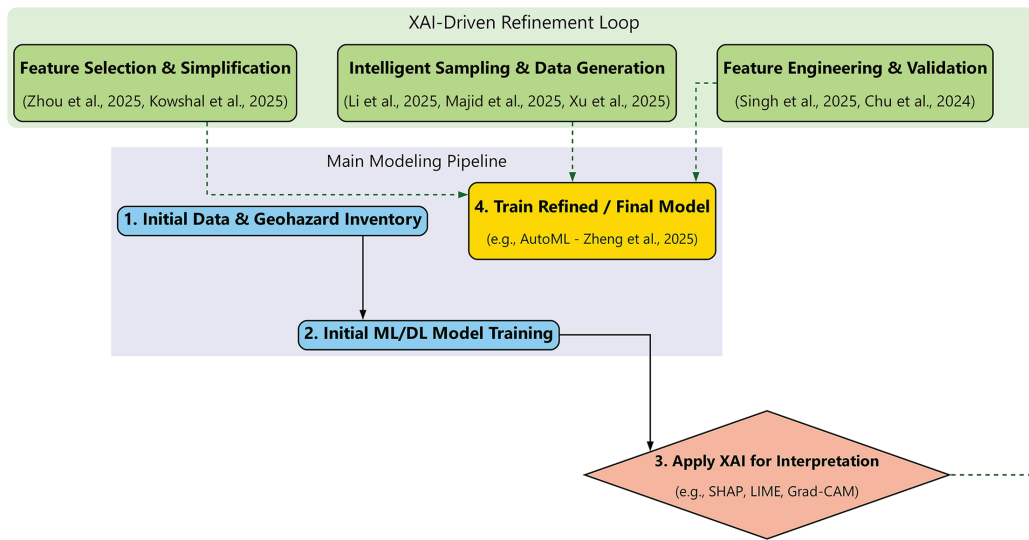 XAI-Driven Refinement Loop
Feature Selection & Simplification
(Zhou et al., 2025, Kowshal et al., 2025)
Intelligent Sampling & Data Generation
(Li et al., 2025, Majid et al., 2025, Xu et al., 2025)
Feature Engineering & Validation
(Singh et al., 2025, Chu et al., 2024)
Main Modeling Pipeline
1. Initial Data & Geohazard Inventory
4. Train Refined / Final Model
(e.g., AutoML - Zheng et al., 2025)
2. Initial ML/DL Model Training
3. Apply XAI for Interpretation
(e.g., SHAP, LIME, Grad-CAM)